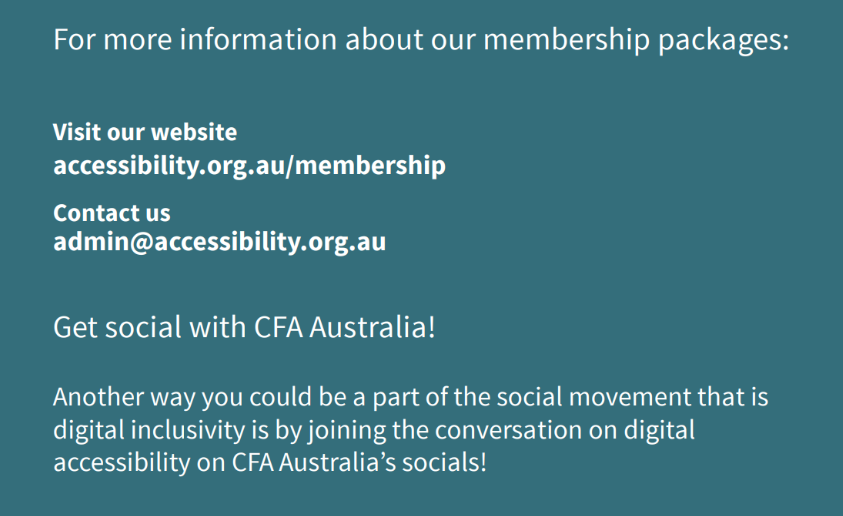 For more information about our membership packages:
Visit our website
accessibility.org.au/membership
Contact us
admin@accessibility.org.au
Get social with CFA Australia!
Another way you could be a part of the social movement that is
digital inclusivity is by joining the conversation on digital
accessibility on CFA Australia’s socials!